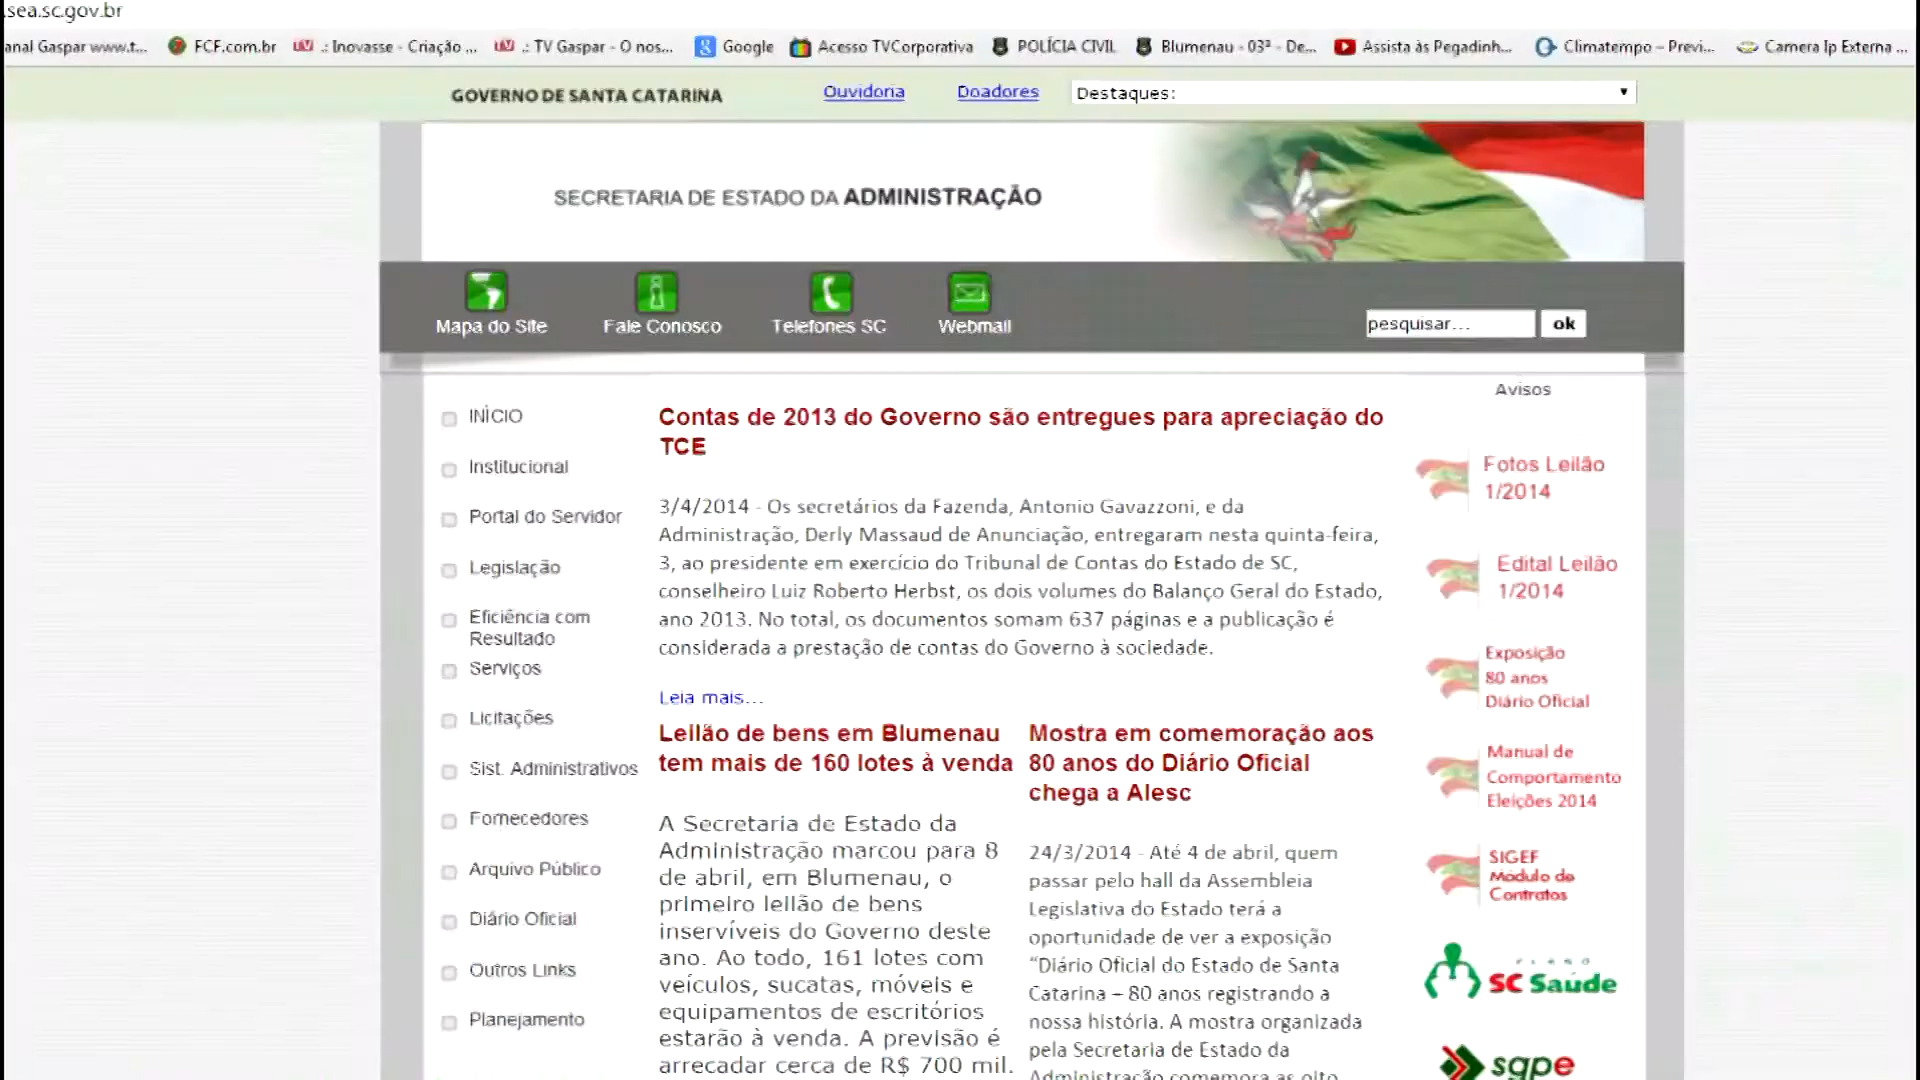 .sea.sc.gov.br
anal Gaspar www.t... FCF.com.br .: Inovasse - Criação ... .: TV Gaspar - O nos... Google Acesso TVCorporativa POLÍCIA CIVIL Blumenau - 03ª - De... Assista às Pegadinh... Climatempo – Previ... Camera Ip Externa ...
GOVERNO DE SANTA CATARINA Ouvidoria Doadores Destaques:
SECRETARIA DE ESTADO DA ADMINISTRAÇÃO
Mapa do Site Fale Conosco Telefones SC Webmail pesquisar... ok
INÍCIO
Institucional
Portal do Servidor
Legislação
Eficiência com
Resultado
Serviços
Licitações
Sist. Administrativos
Fornecedores
Arquivo Público
Diário Oficial
Outros Links
Planejamento
Contas de 2013 do Governo são entregues para apreciação do
TCE
3/4/2014 - Os secretários da Fazenda, Antonio Gavazzoni, e da
Administração, Derly Massaud de Anunciação, entregaram nesta quinta-feira,
3, ao presidente em exercício do Tribunal de Contas do Estado de SC,
conselheiro Luiz Roberto Herbst, os dois volumes do Balanço Geral do Estado,
ano 2013. No total, os documentos somam 637 páginas e a publicação é
considerada a prestação de contas do Governo à sociedade.
Leia mais...
Leilão de bens em Blumenau
tem mais de 160 lotes à venda
A Secretaria de Estado da
Administração marcou para 8
de abril, em Blumenau, o
primeiro leilão de bens
inservíveis do Governo deste
ano. Ao todo, 161 lotes com
veículos, sucatas, móveis e
equipamentos de escritórios
estarão à venda. A previsão é
arrecadar cerca de R$ 700 mil.
Mostra em comemoração aos
80 anos do Diário Oficial
chega a Alesc
24/3/2014 - Até 4 de abril, quem
passar pelo hall da Assembleia
Legislativa do Estado terá a
oportunidade de ver a exposição
“Diário Oficial do Estado de Santa
Catarina – 80 anos registrando a
nossa história. A mostra organizada
pela Secretaria de Estado da
Administração comemora as oito
Avisos
Fotos Leilão
1/2014
Edital Leilão
1/2014
Exposição
80 anos
Diário Oficial
Manual de
Comportamento
Eleições 2014
SIGEF
Módulo de
Contratos
SC Saúde
sgpe